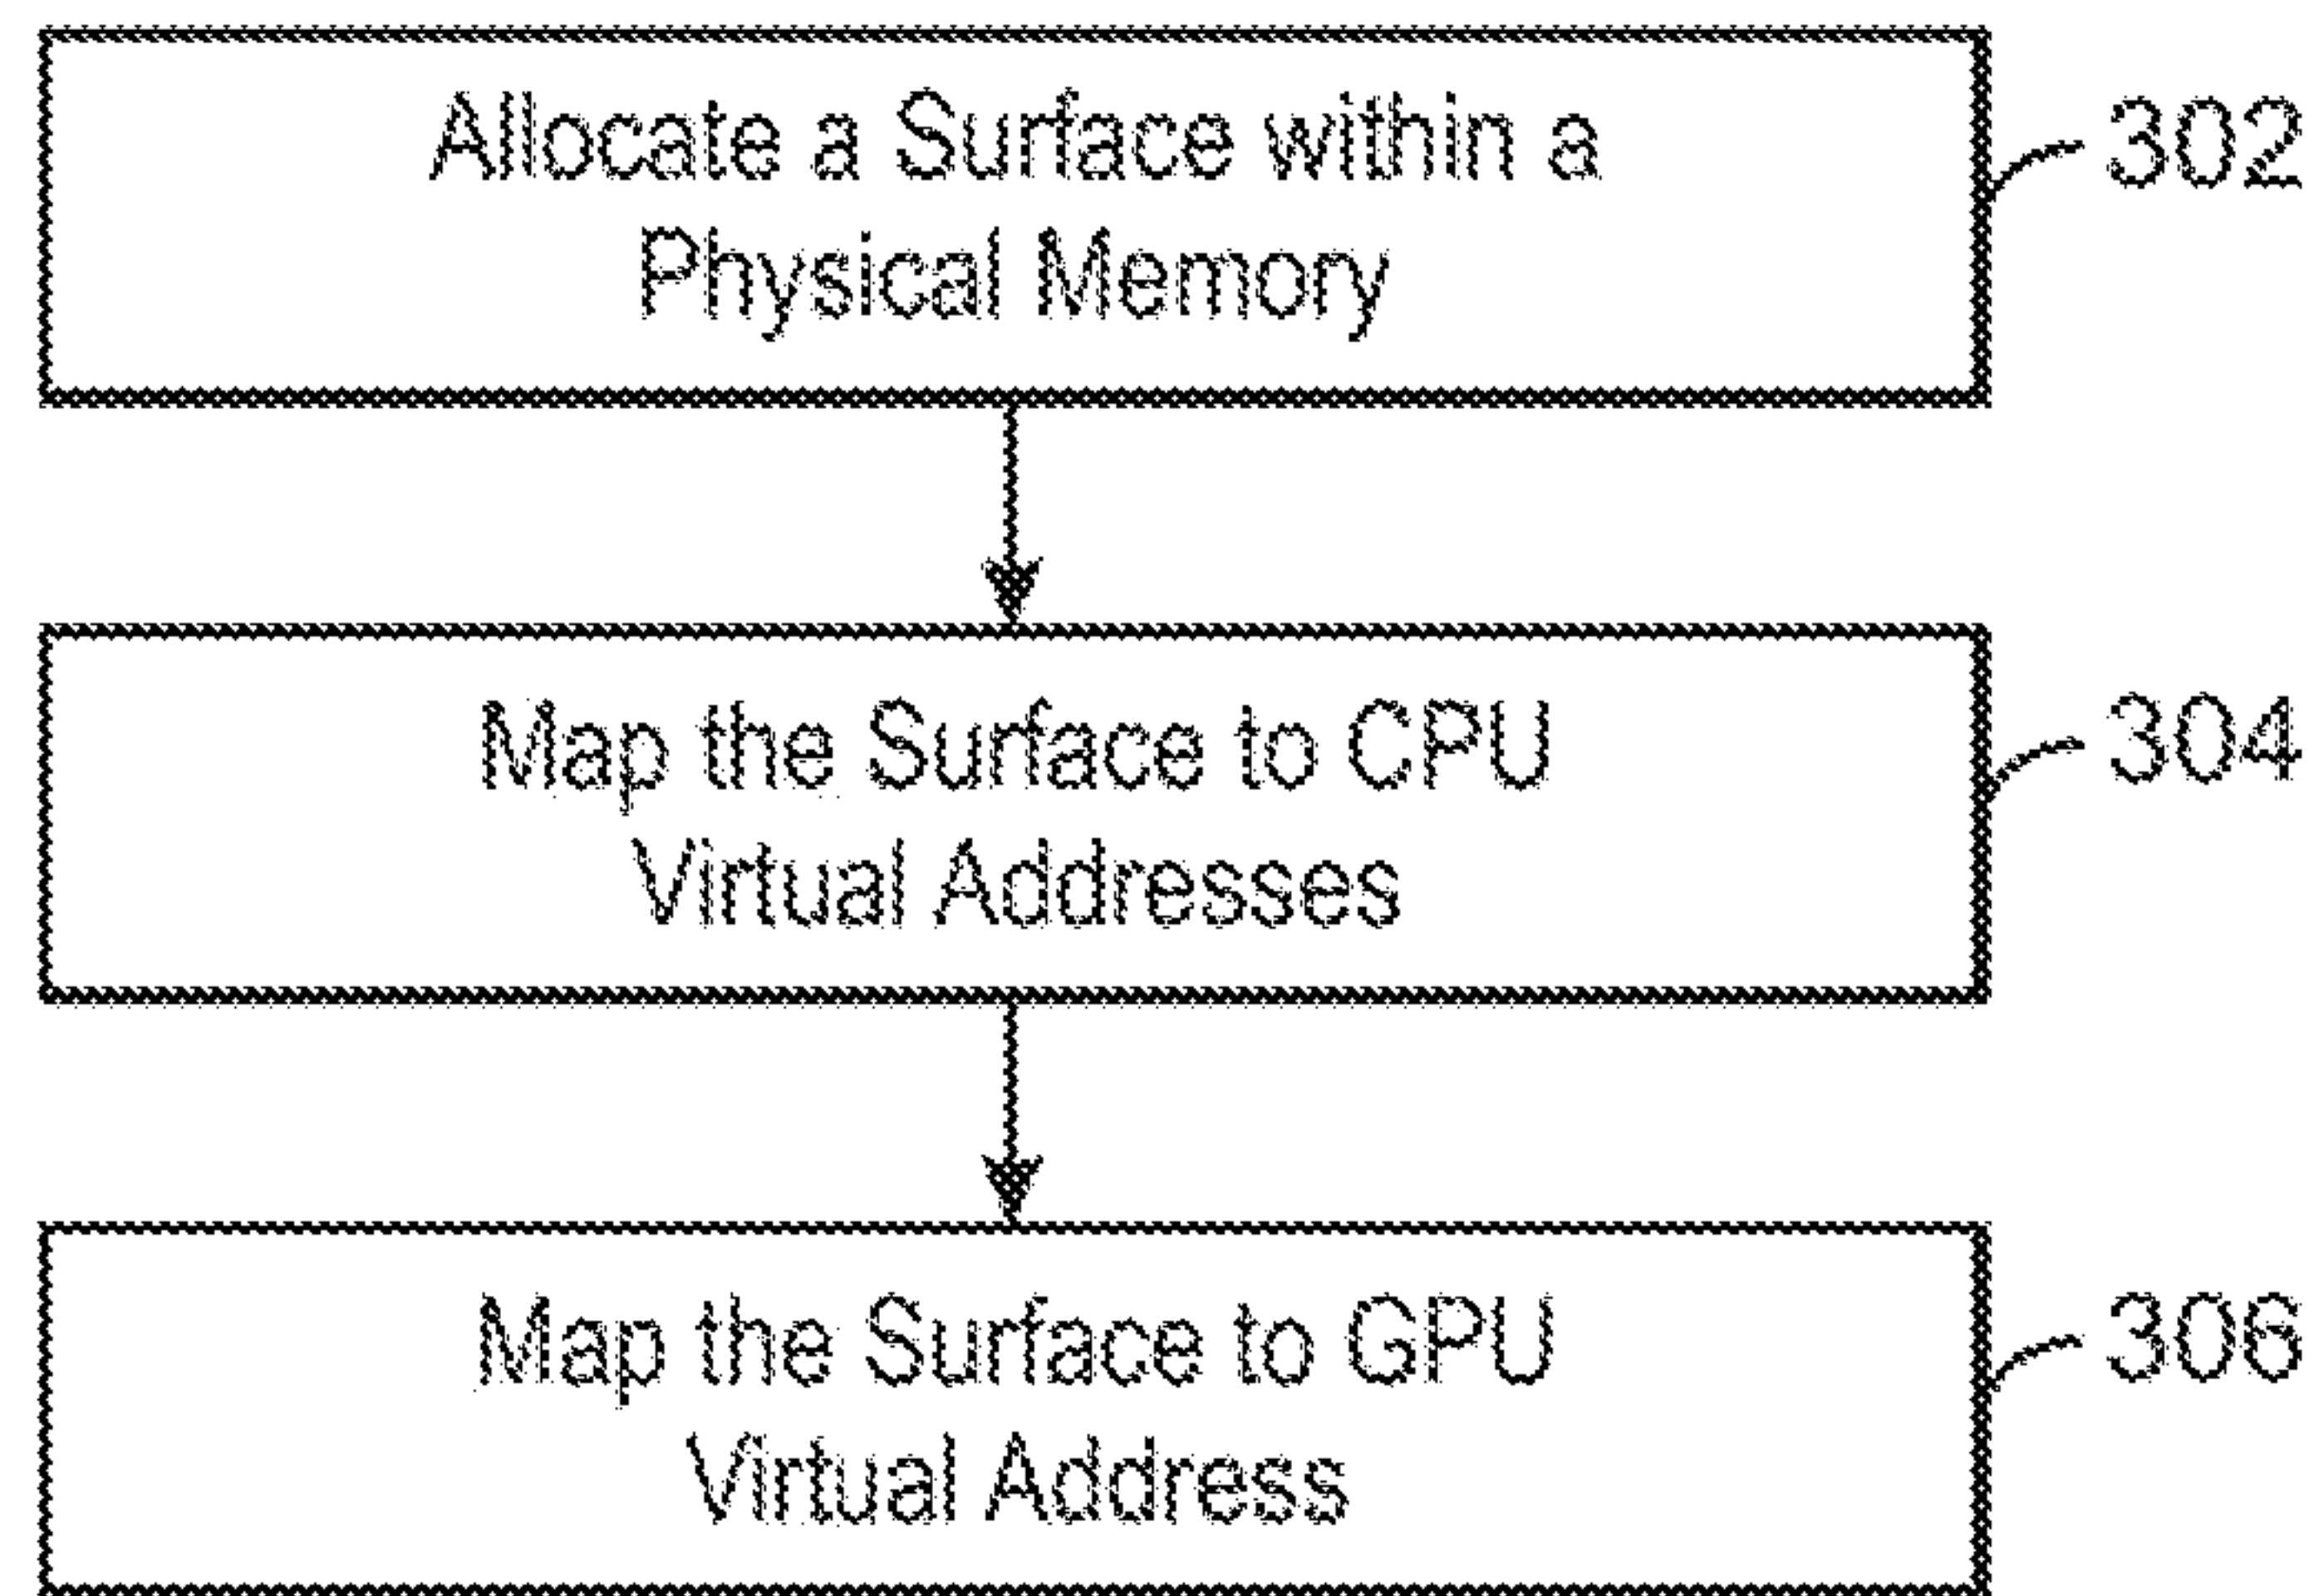 Allocate a Surface within a
Physical Memory
302
Map the Surface to CPU
Virtual Addresses
304
Map the Surface to GPU
Virtual Address
306